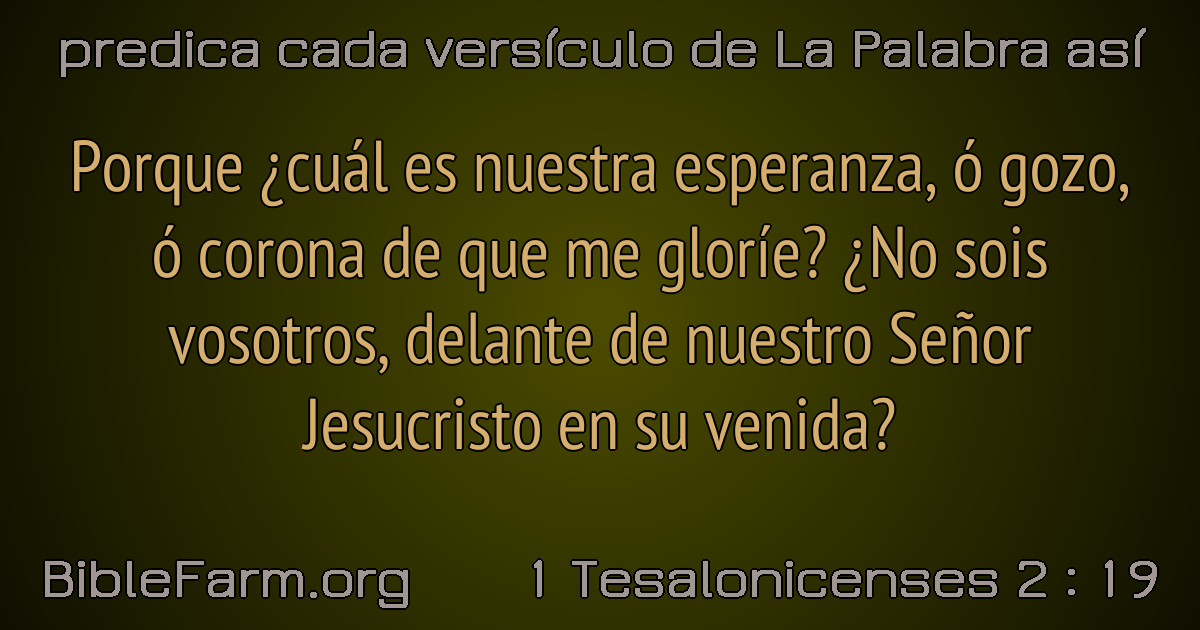 predica cada versículo de La Palabra así
Porque ¿cuál es nuestra esperanza, ó gozo,
ó corona de que me gloríe? ¿No sois
vosotros, delante de nuestro Señor
Jesucristo en su venida?
BibleFarm.org 1 Tesalonicenses 2 : 19